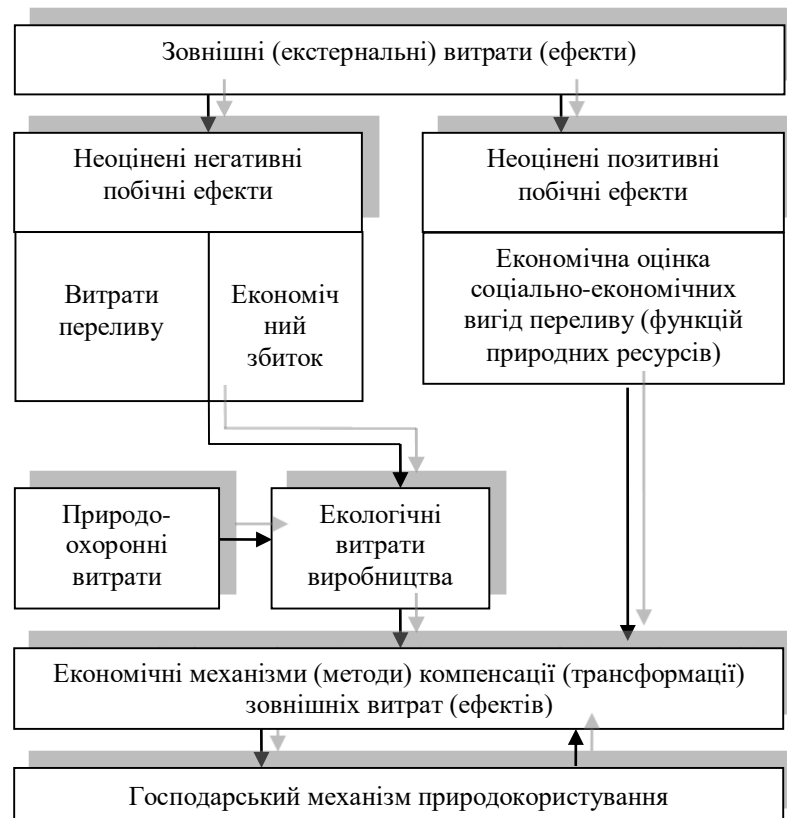 Зовнішні (екстернальні) витрати (ефекти)
Неоцінені негативні
побічні ефекти
Неоцінені позитивні
побічні ефекти
Витрати
переливу
Економіч
ний
збиток
Економічна оцінка
соціально-економічних
вигід переливу (функцій
природних ресурсів)
Природо-
охоронні
витрати
Екологічні
витрати
виробництва
Економічні механізми (методи) компенсації (трансформації)
зовнішніх витрат (ефектів)
Господарський механізм природокористування